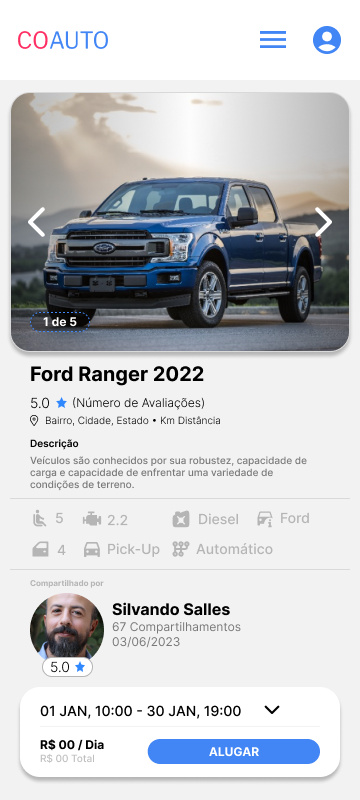 COAUTO
1 de 5
Ford Ranger 2022
5.0 ★ (Número de Avaliações)
Bairro, Cidade, Estado • Km Distância
Descrição
Veículos são conhecidos por sua robustez, capacidade de
carga e capacidade de enfrentar uma variedade de
condições de terreno.
5 2.2 Diesel Ford
4 Pick-Up Automático
Compartilhado por
Silvando Salles
67 Compartilhamentos
03/06/2023
5.0 ★
01 JAN, 10:00 - 30 JAN, 19:00
R$ 00 / Dia
R$ 00 Total
ALUGAR